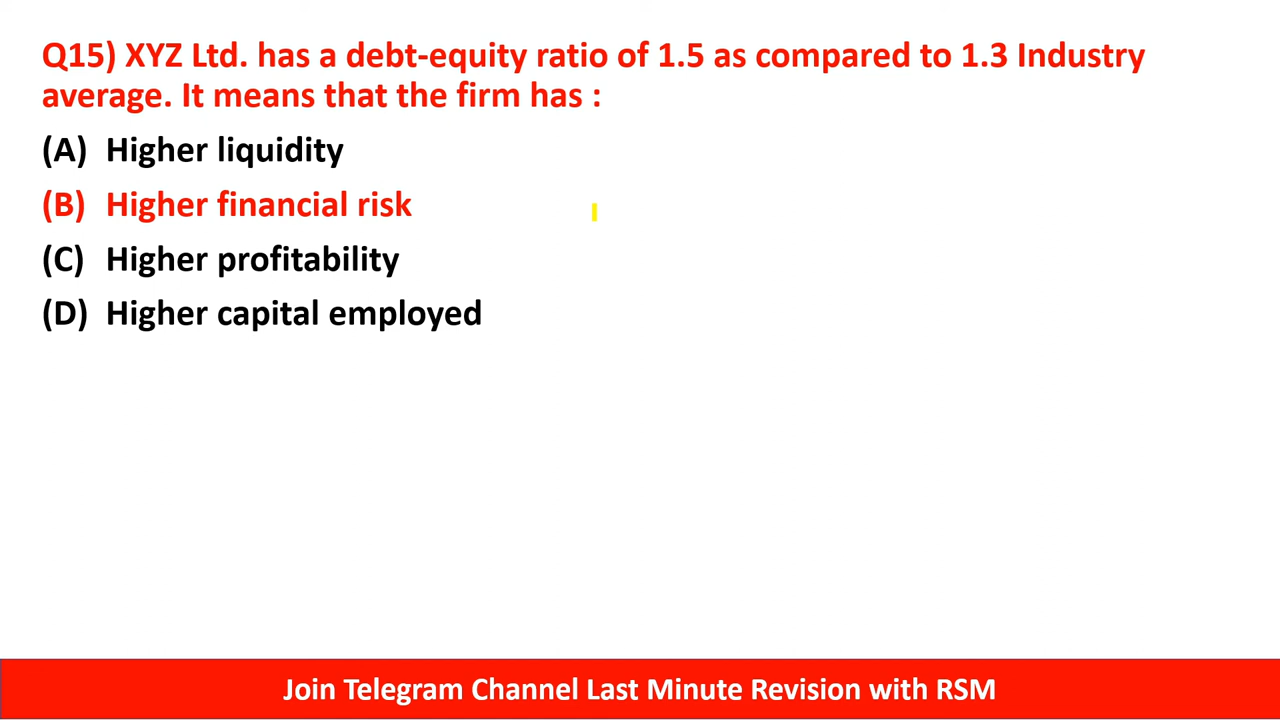 Q15) XYZ Ltd. has a debt-equity ratio of 1.5 as compared to 1.3 Industry
average. It means that the firm has :
(A) Higher liquidity
(B) Higher financial risk
(C) Higher profitability
(D) Higher capital employed
Join Telegram Channel Last Minute Revision with RSM